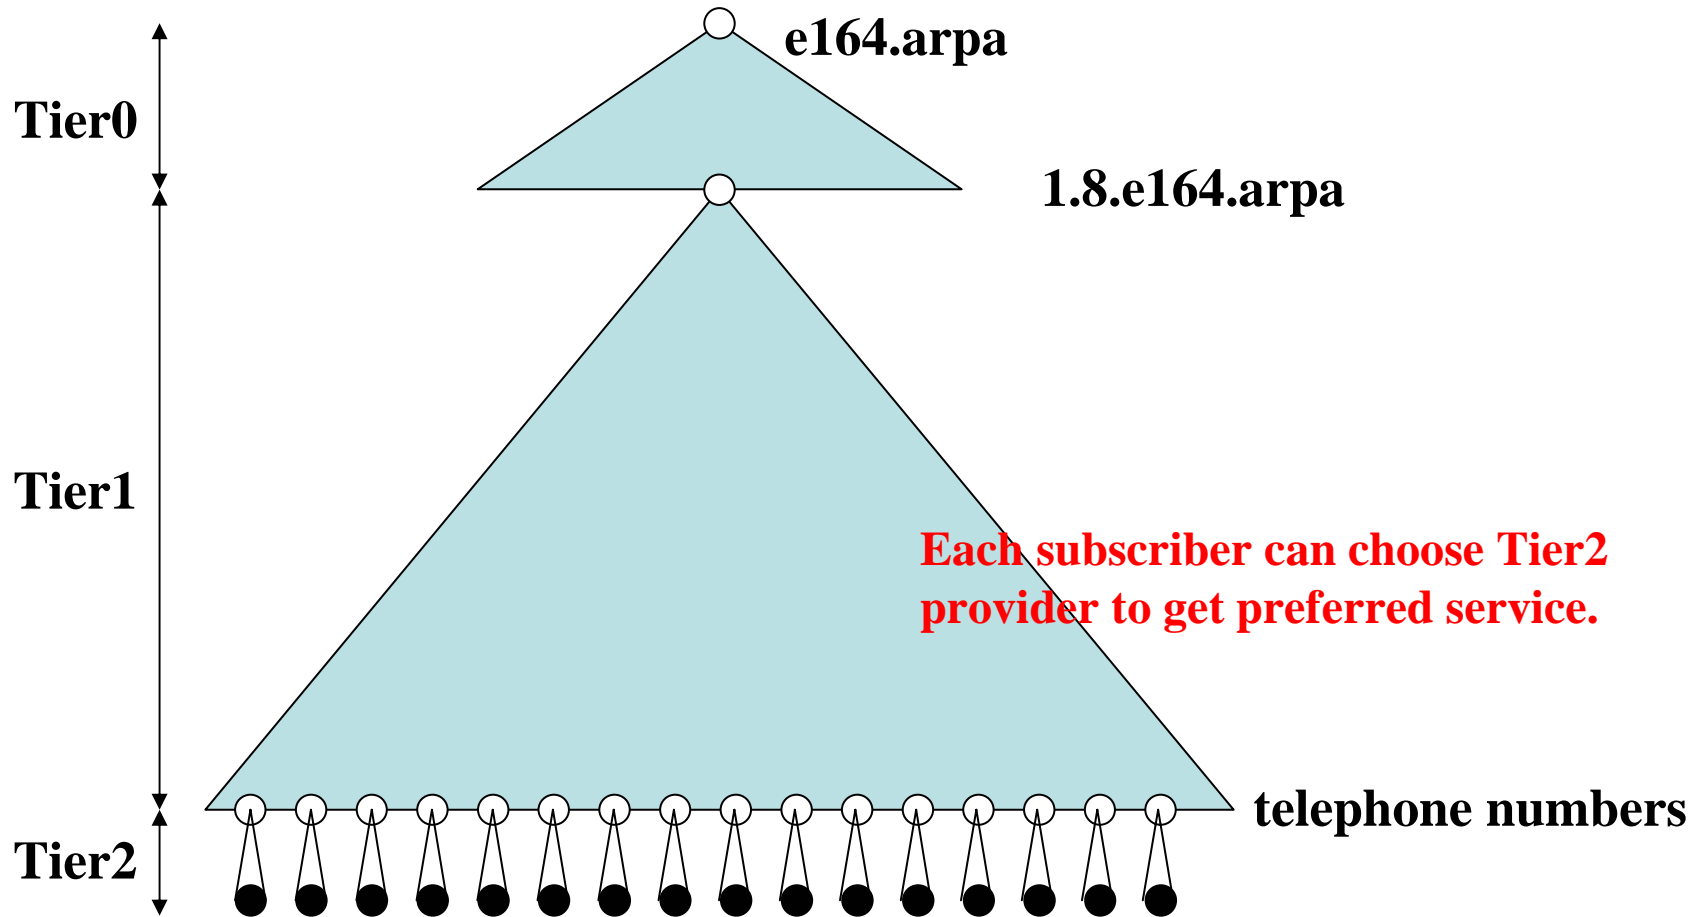 e164.arpa
Tier0
1.8.e164.arpa
Tier1
Each subscriber can choose Tier2
provider to get preferred service.
telephone numbers
Tier2